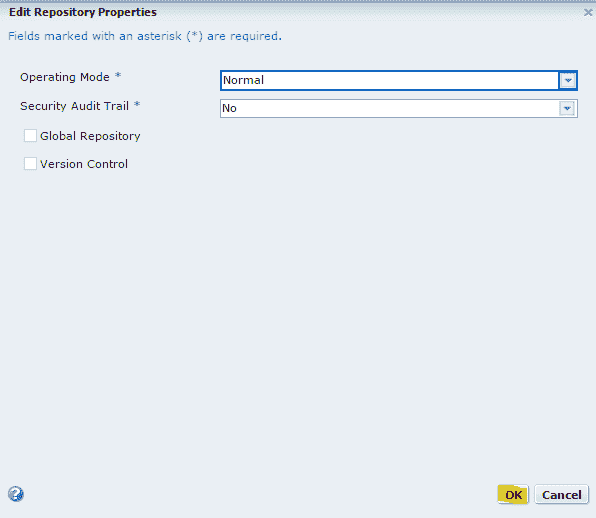 Edit Repository Properties
Fields marked with an asterisk (*) are required.
Operating Mode * Normal
Security Audit Trail * No
Global Repository
Version Control
OK Cancel